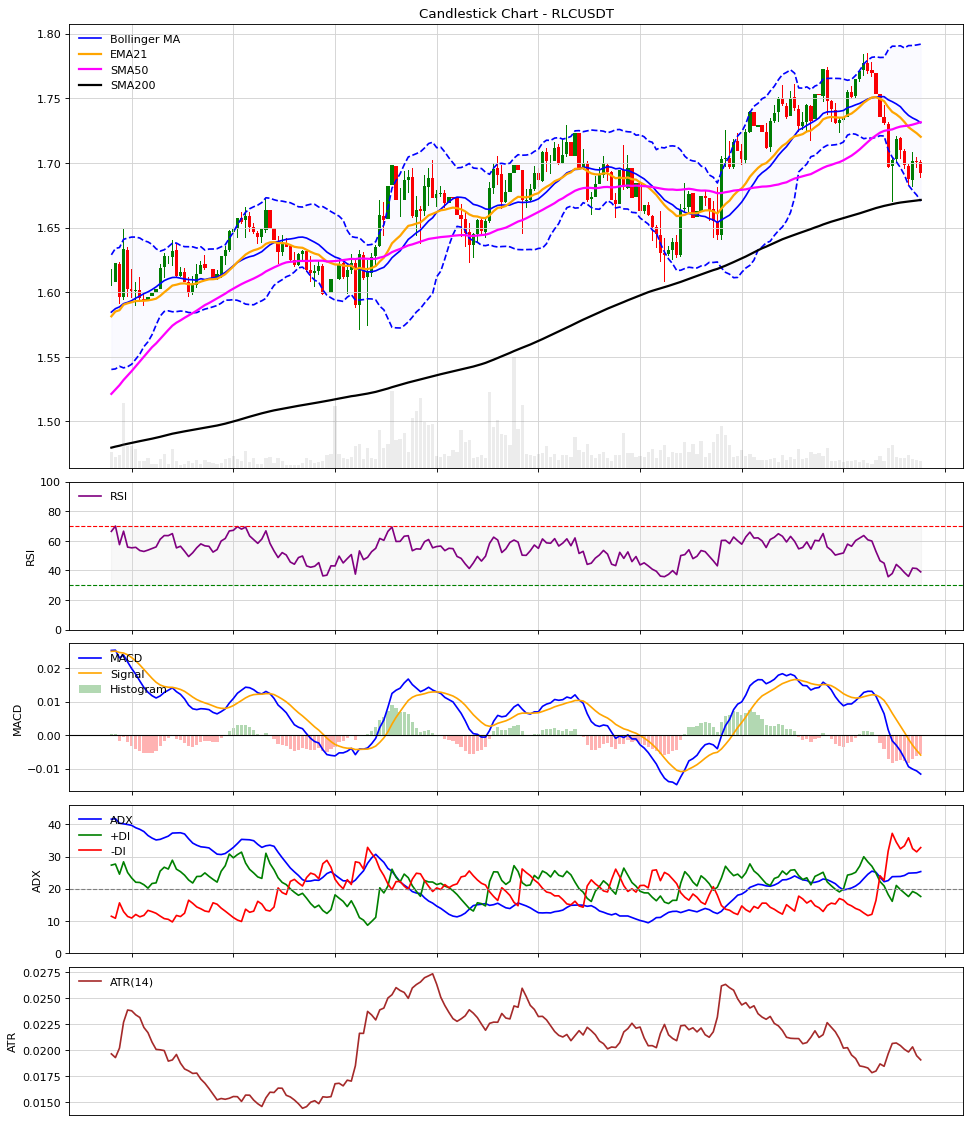 Candlestick Chart - RLCUSDT
Bollinger MA
EMA21
SMA50
SMA200
1.80
1.75
1.70
1.65
1.60
1.55
1.50
RSI
RSI
100
80
60
40
20
0
MACD
Signal
Histogram
MACD
0.02
0.01
0.00
−0.01
ADX
+DI
-DI
ADX
40
30
20
10
0
ATR(14)
ATR
0.0275
0.0250
0.0225
0.0200
0.0175
0.0150